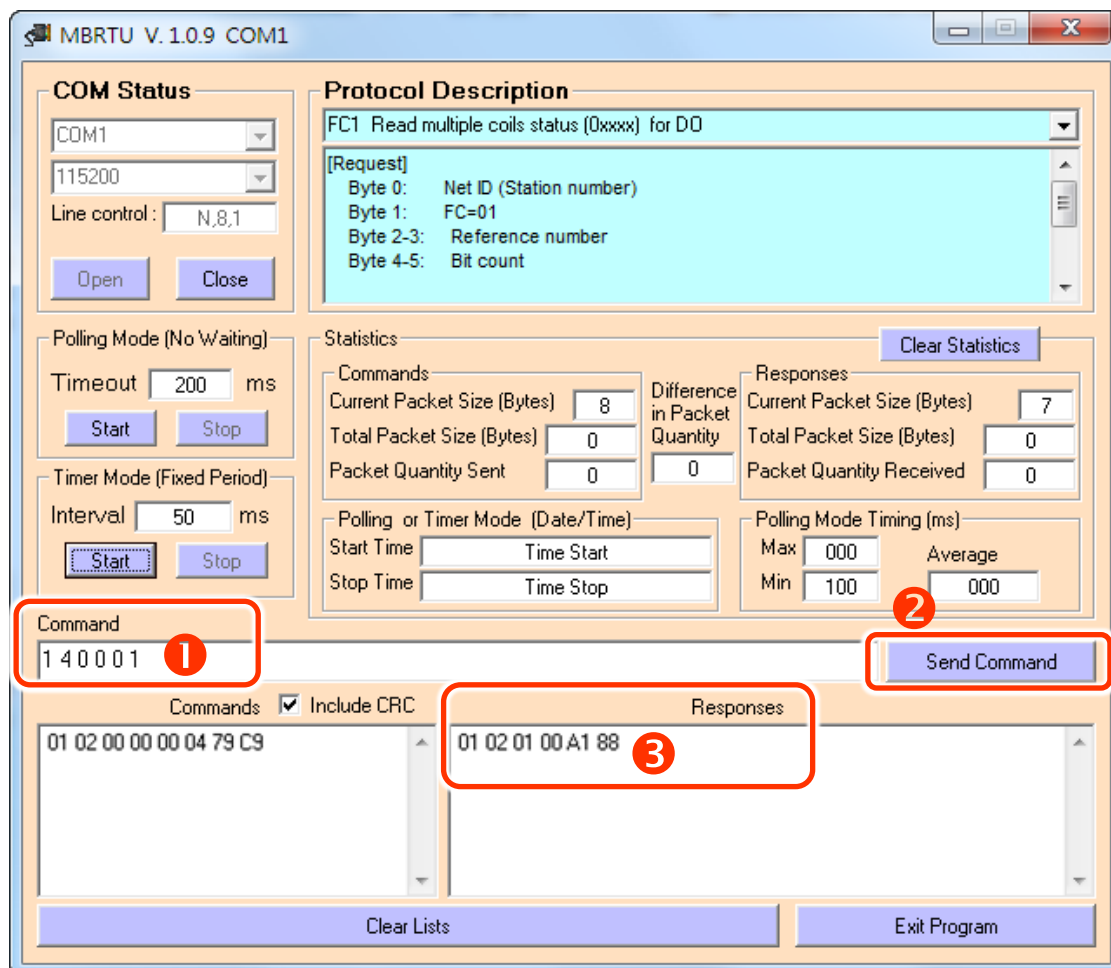 MBRTU V. 1.0.9 COM1
COM Status
COM1
115200
Line control : N,8,1
Open Close
Protocol Description
FC1 Read multiple coils status (0xxxx) for DO
[Request]
Byte 0: Net ID (Station number)
Byte 1: FC=01
Byte 2-3: Reference number
Byte 4-5: Bit count
Polling Mode (No Waiting)
Timeout 200 ms
Start Stop
Timer Mode (Fixed Period)
Interval 50 ms
Start Stop
Statistics
Clear Statistics
Commands
Current Packet Size (Bytes) 8
Total Packet Size (Bytes) 0
Packet Quantity Sent 0
Difference
in Packet
Quantity
0
Responses
Current Packet Size (Bytes) 7
Total Packet Size (Bytes) 0
Packet Quantity Received 0
Polling or Timer Mode (Date/Time)
Start Time Time Start
Stop Time Time Stop
Polling Mode Timing (ms)
Max 000
Min 100
Average
000
Command
1 4 0 0 0 1
1
2
Send Command
Commands Include CRC
01 02 00 00 00 04 79 C9
Responses
01 02 01 00 A1 88
3
Clear Lists
Exit Program